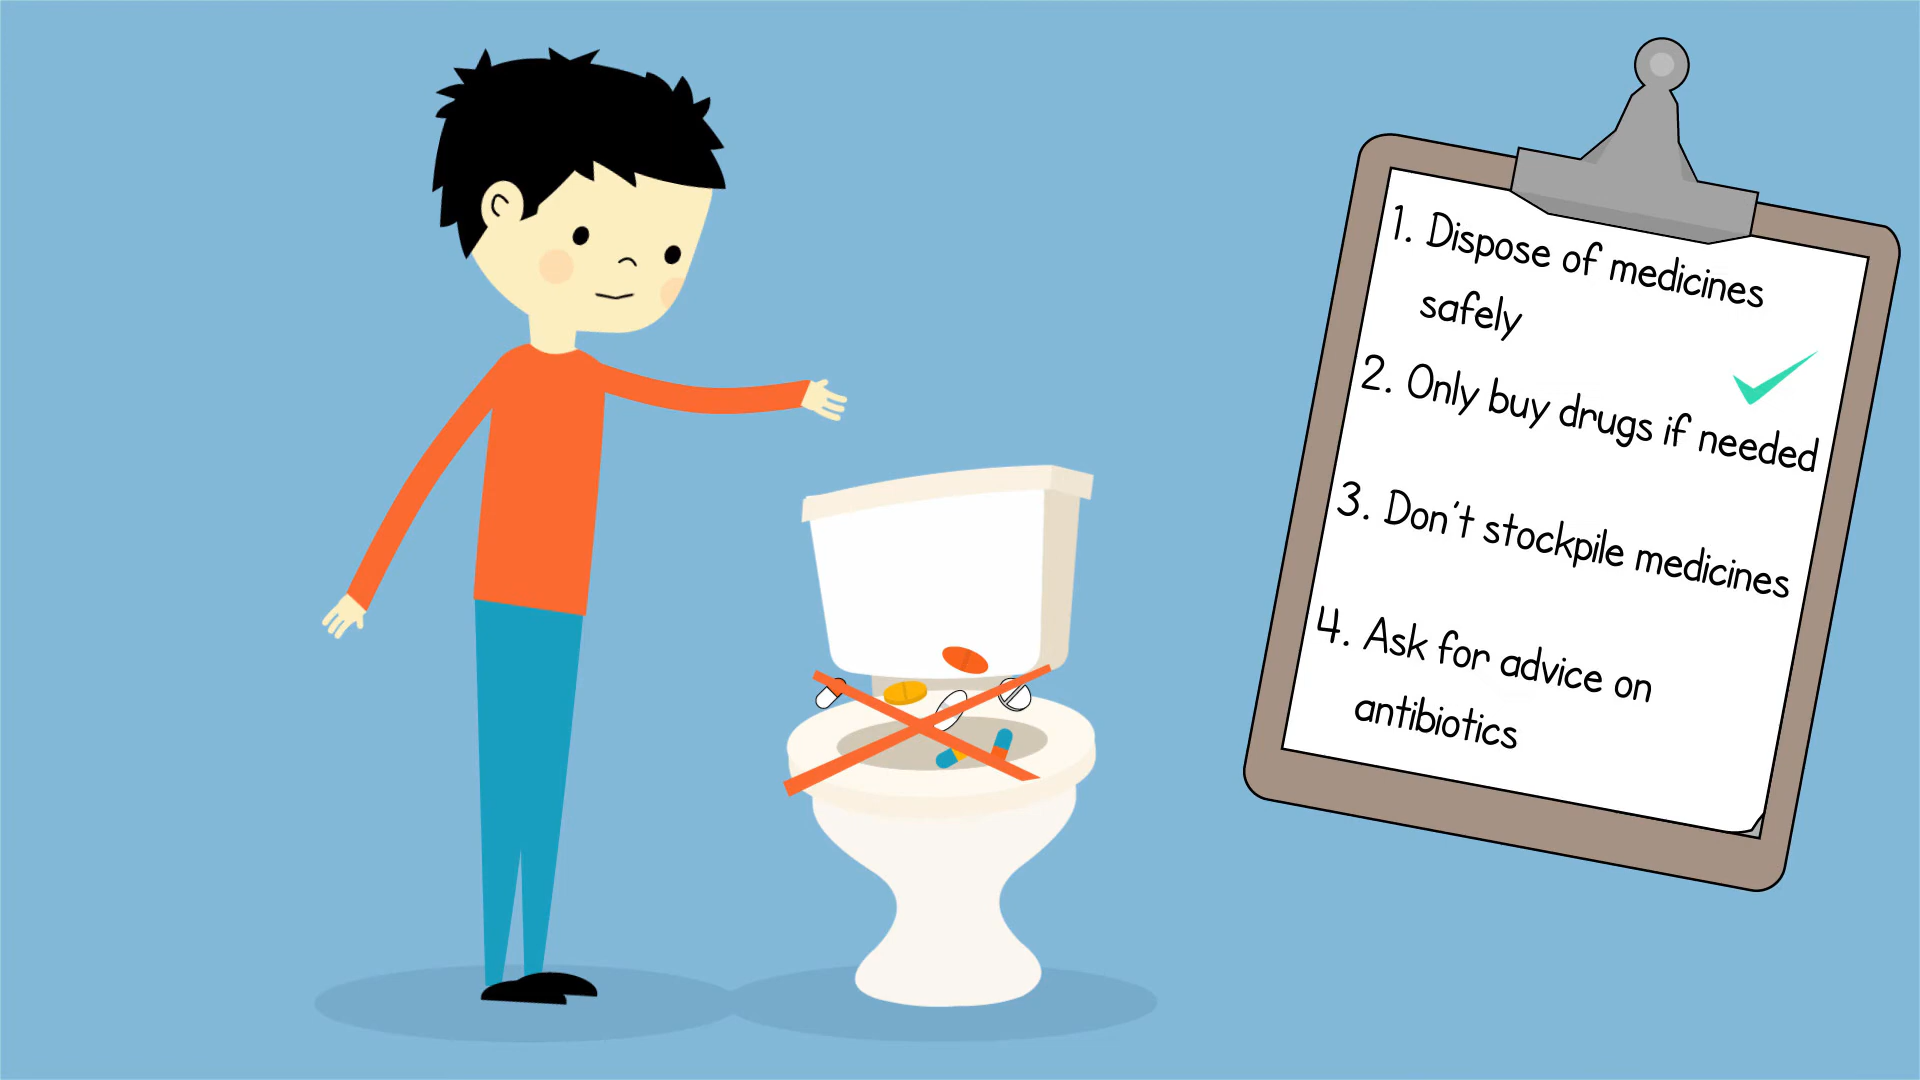 1. Dispose of medicines
safely
2. Only buy drugs if needed
3. Don't stockpile medicines
4. Ask for advice on
antibiotics